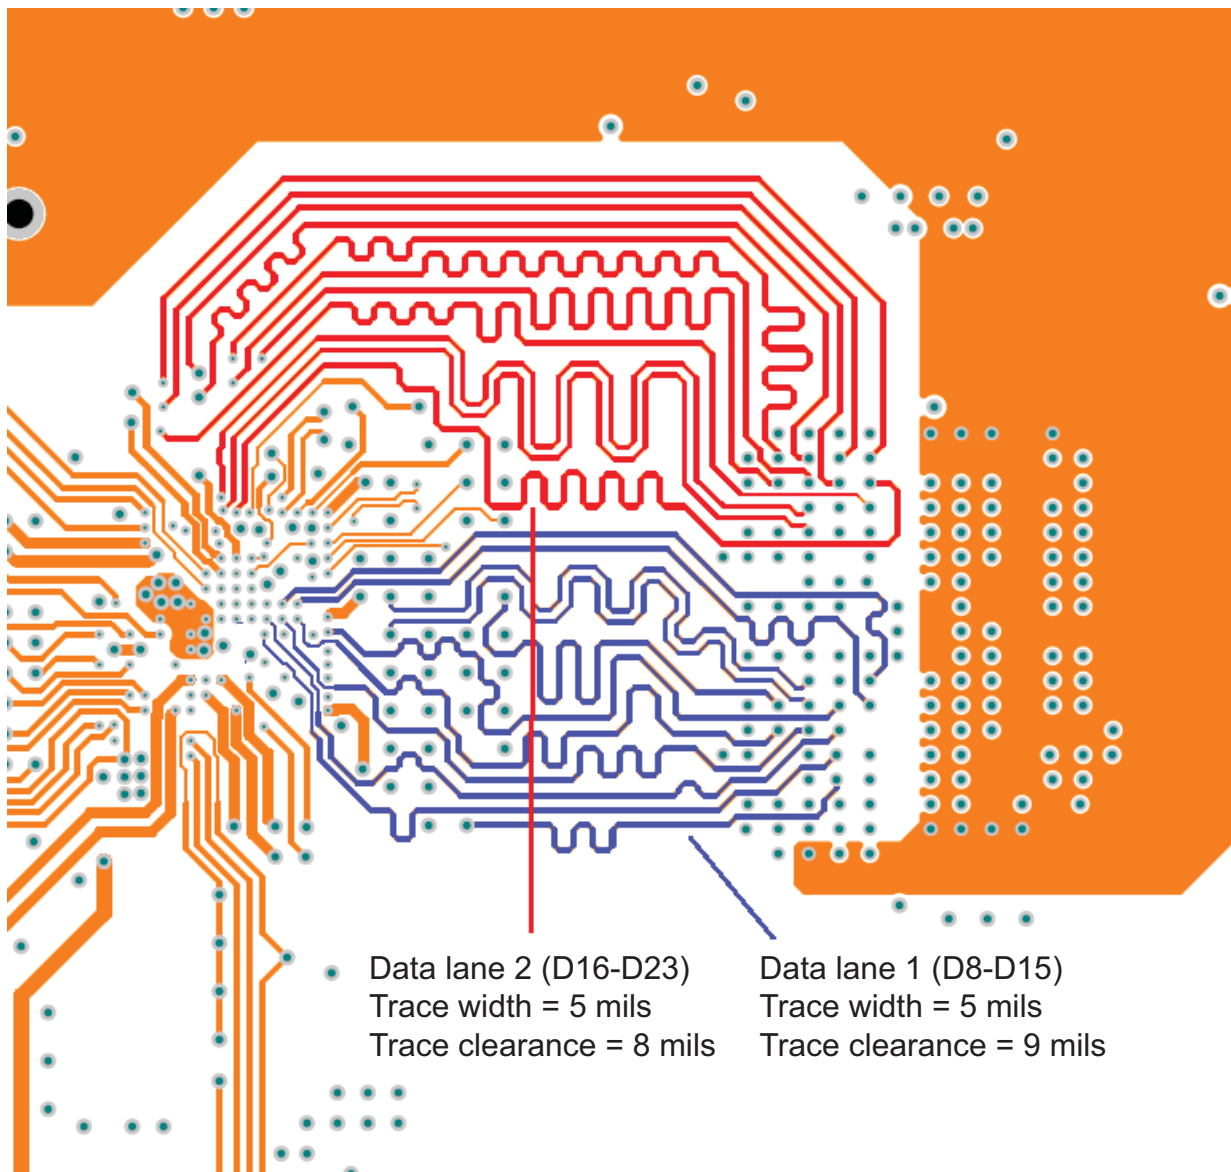 Data lane 2 (D16-D23)
Trace width = 5 mils
Trace clearance = 8 mils
Data lane 1 (D8-D15)
Trace width = 5 mils
Trace clearance = 9 mils